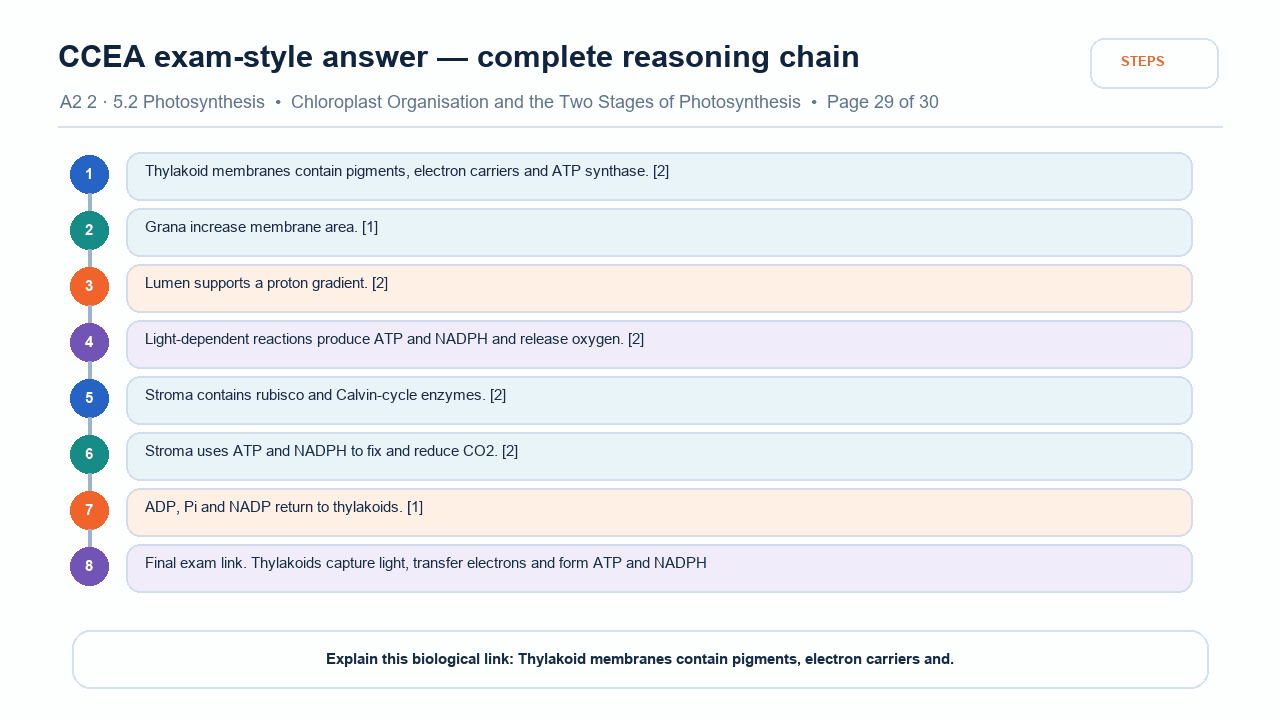 CCEA exam-style answer — complete reasoning chain
STEPS
A2 2 · 5.2 Photosynthesis • Chloroplast Organisation and the Two Stages of Photosynthesis • Page 29 of 30
1 Thylakoid membranes contain pigments, electron carriers and ATP synthase. [2]
2 Grana increase membrane area. [1]
3 Lumen supports a proton gradient. [2]
4 Light-dependent reactions produce ATP and NADPH and release oxygen. [2]
5 Stroma contains rubisco and Calvin-cycle enzymes. [2]
6 Stroma uses ATP and NADPH to fix and reduce CO2. [2]
7 ADP, Pi and NADP return to thylakoids. [1]
8 Final exam link. Thylakoids capture light, transfer electrons and form ATP and NADPH
Explain this biological link: Thylakoid membranes contain pigments, electron carriers and.